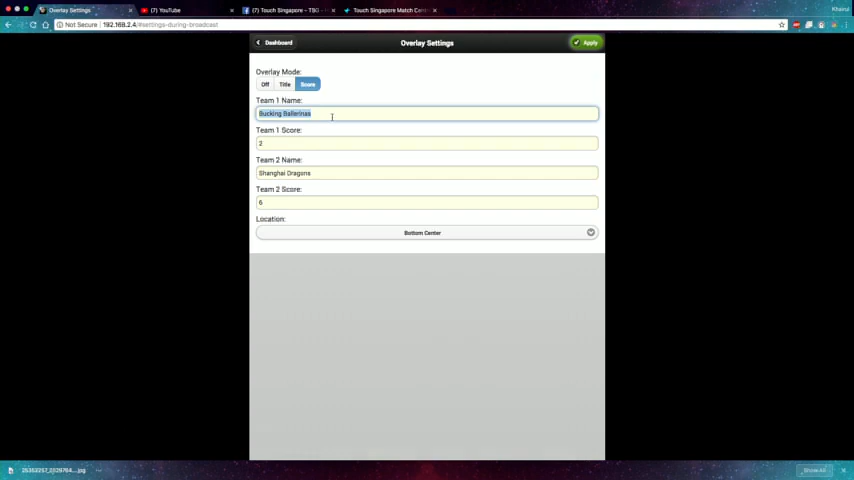 Overlay Settings
(7) YouTube
(7) Touch Singapore - TSG -
Touch Singapore Match Cent
Khairul
Not Secure 192.168.2.4/#settings-during-broadcast
Dashboard
Overlay Settings
Apply
Overlay Mode:
Off Title Score
Team 1 Name:
Bucking Ballerinas
Team 1 Score:
2
Team 2 Name:
Shanghai Dragons
Team 2 Score:
6
Location:
Bottom Center
Show All